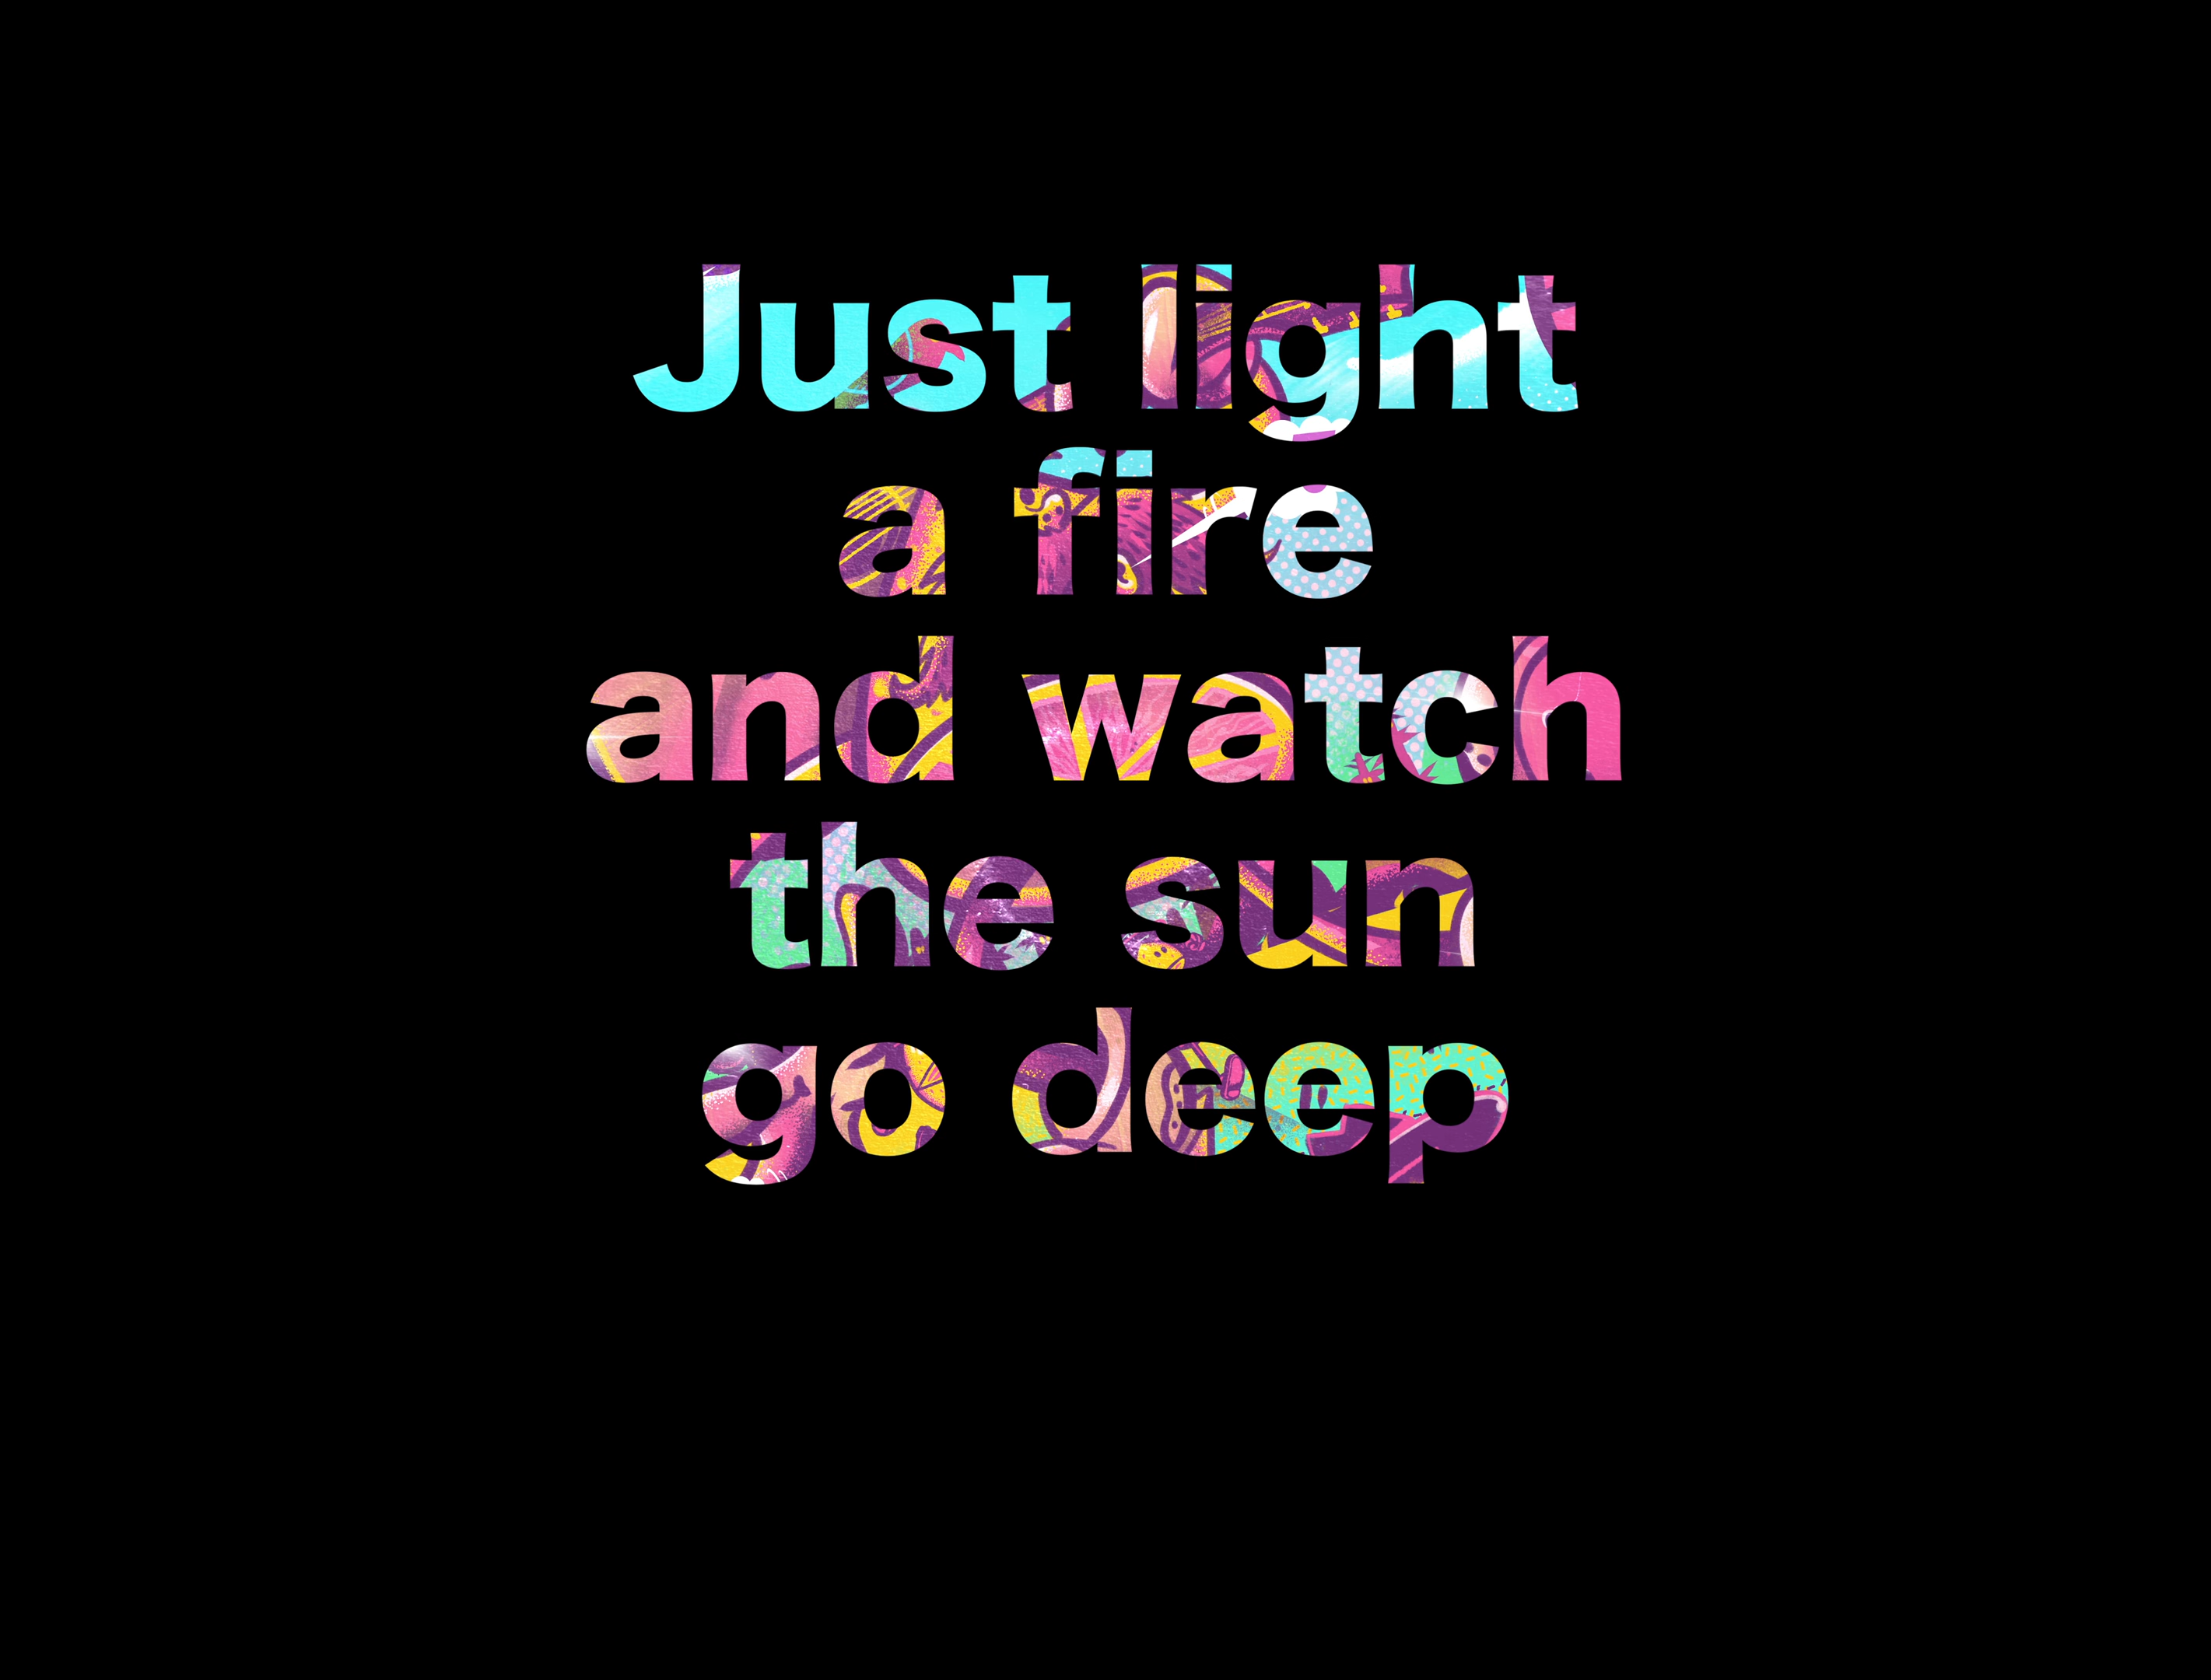 Just light
a fire
and watch
the sun
go deep